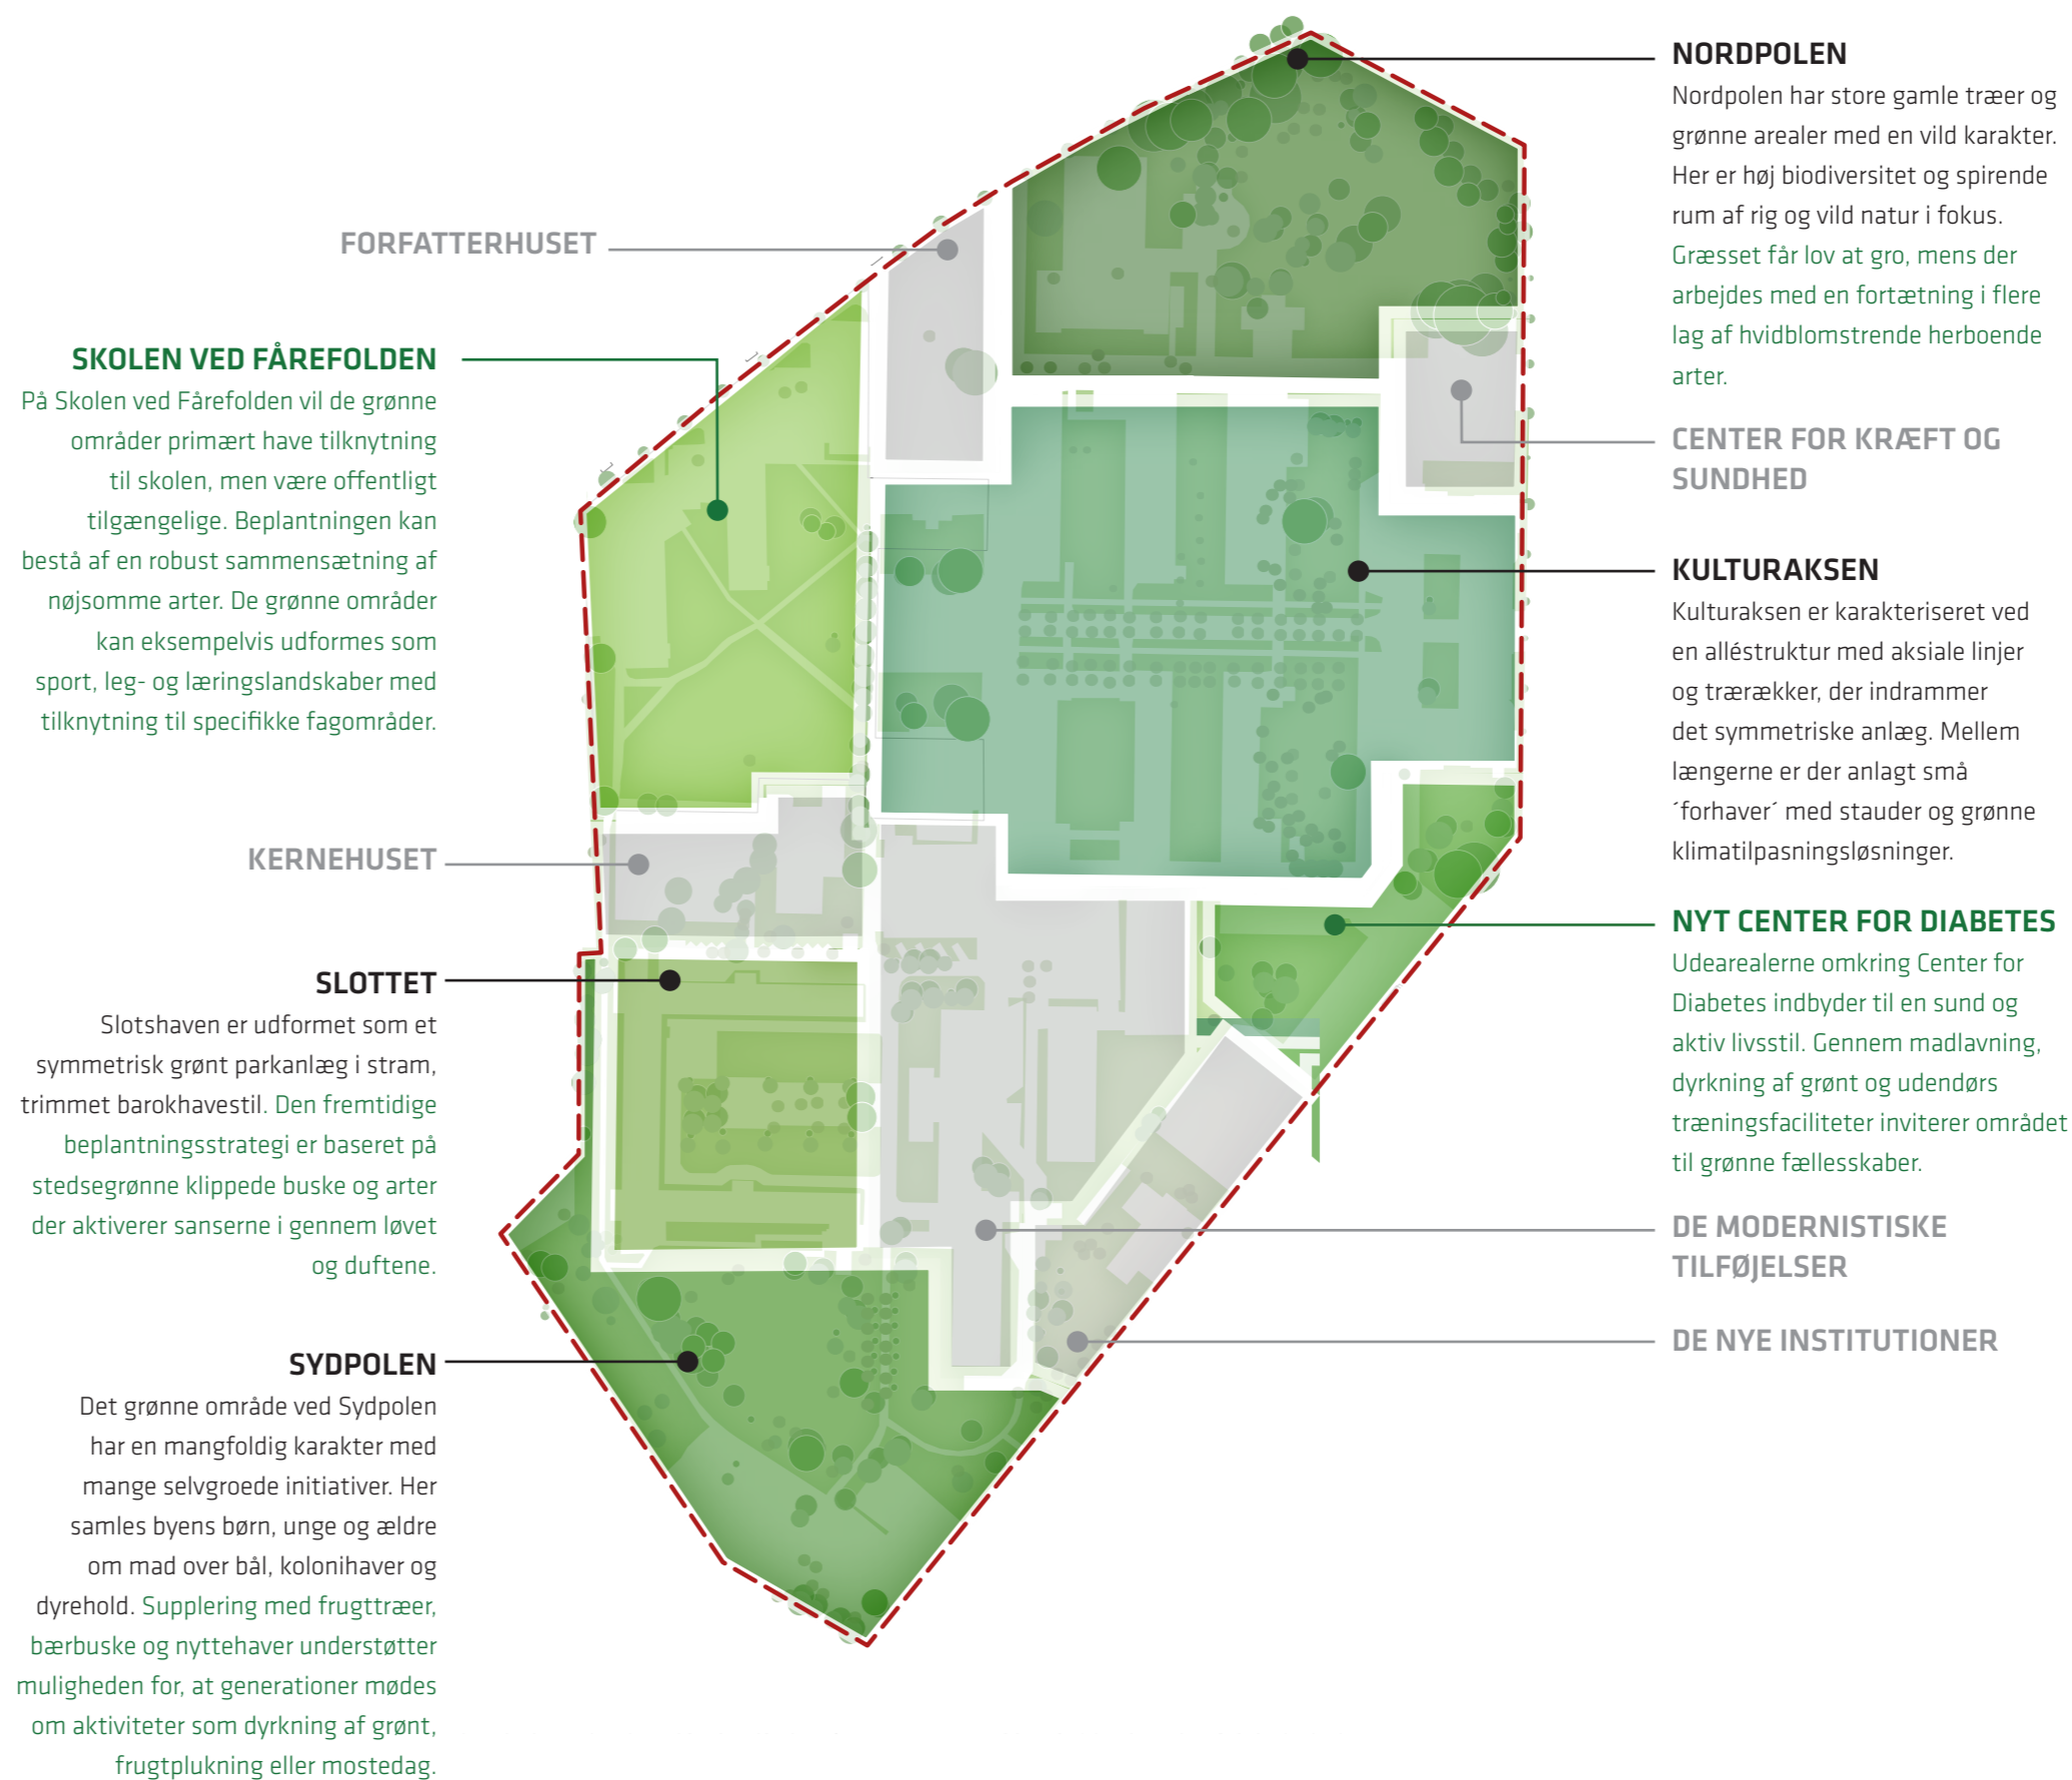 FORFATTERHUSET
SKOLEN VED FÅREFOLDEN
På Skolen ved Fårefolden vil de grønne
områder primært have tilknytning
til skolen, men være offentligt
tilgængelige. Beplantningen kan
bestå af en robust sammensætning af
nøjsomme arter. De grønne områder
kan eksempelvis udformes som
sport, leg- og læringslandskaber med
tilknytning til specifikke fagområder.
KERNEHUSET
SLOTTET
Slotshaven er udformet som et
symmetrisk grønt parkanlæg i stram,
trimmet barokhavestil. Den fremtidige
beplantningsstrategi er baseret på
stedsegrønne klippede buske og arter
der aktiverer sanserne i gennem løvet
og duftene.
SYDPOLEN
Det grønne område ved Sydpolen
har en mangfoldig karakter med
mange selvgroede initiativer. Her
samles byens børn, unge og ældre
om mad over bål, kolonihaver og
dyrehold. Supplering med frugttræer,
bærbuske og nyttehaver understøtter
muligheden for, at generationer mødes
om aktiviteter som dyrkning af grønt,
frugtplukning eller mostedag.
NORDPOLEN
Nordpolen har store gamle træer og
grønne arealer med en vild karakter.
Her er høj biodiversitet og spirende
rum af rig og vild natur i fokus.
Græsset får lov at gro, mens der
arbejdes med en fortætning i flere
lag af hvidblomstrende herboende
arter.
CENTER FOR KRÆFT OG
SUNDHED
KULTURAKSEN
Kulturaksen er karakteriseret ved
en alléstruktur med aksiale linjer
og trærækker, der indrammer
det symmetriske anlæg. Mellem
længerne er der anlagt små
´forhaver´ med stauder og grønne
klimatilpasningsløsninger.
NYT CENTER FOR DIABETES
Udearealerne omkring Center for
Diabetes indbyder til en sund og
aktiv livsstil. Gennem madlavning,
dyrkning af grønt og udendørs
træningsfaciliteter inviterer området
til grønne fællesskaber.
DE MODERNISTISKE
TILFØJELSER
DE NYE INSTITUTIONER